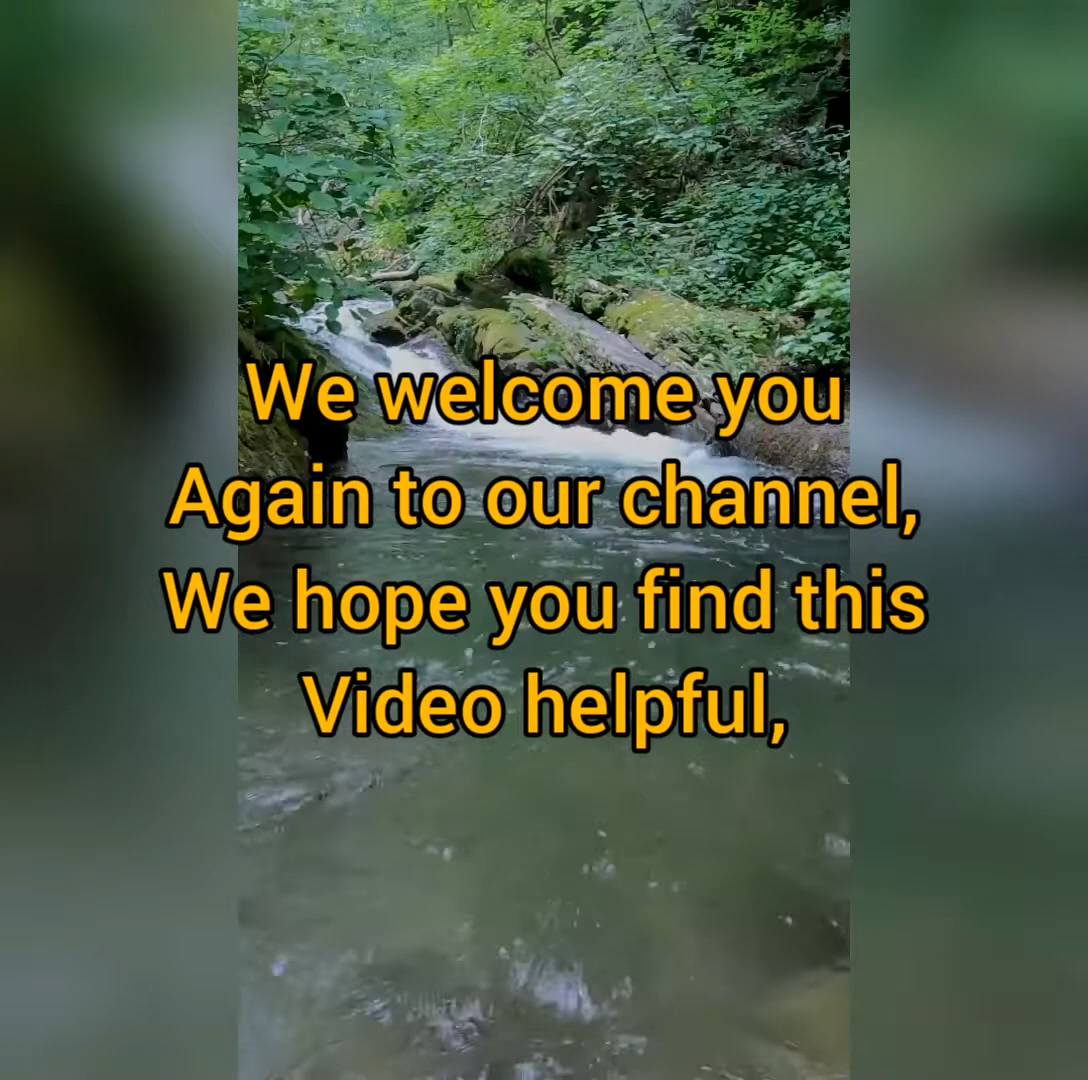 We welcome you
Again to our channel,
We hope you find this
Video helpful,